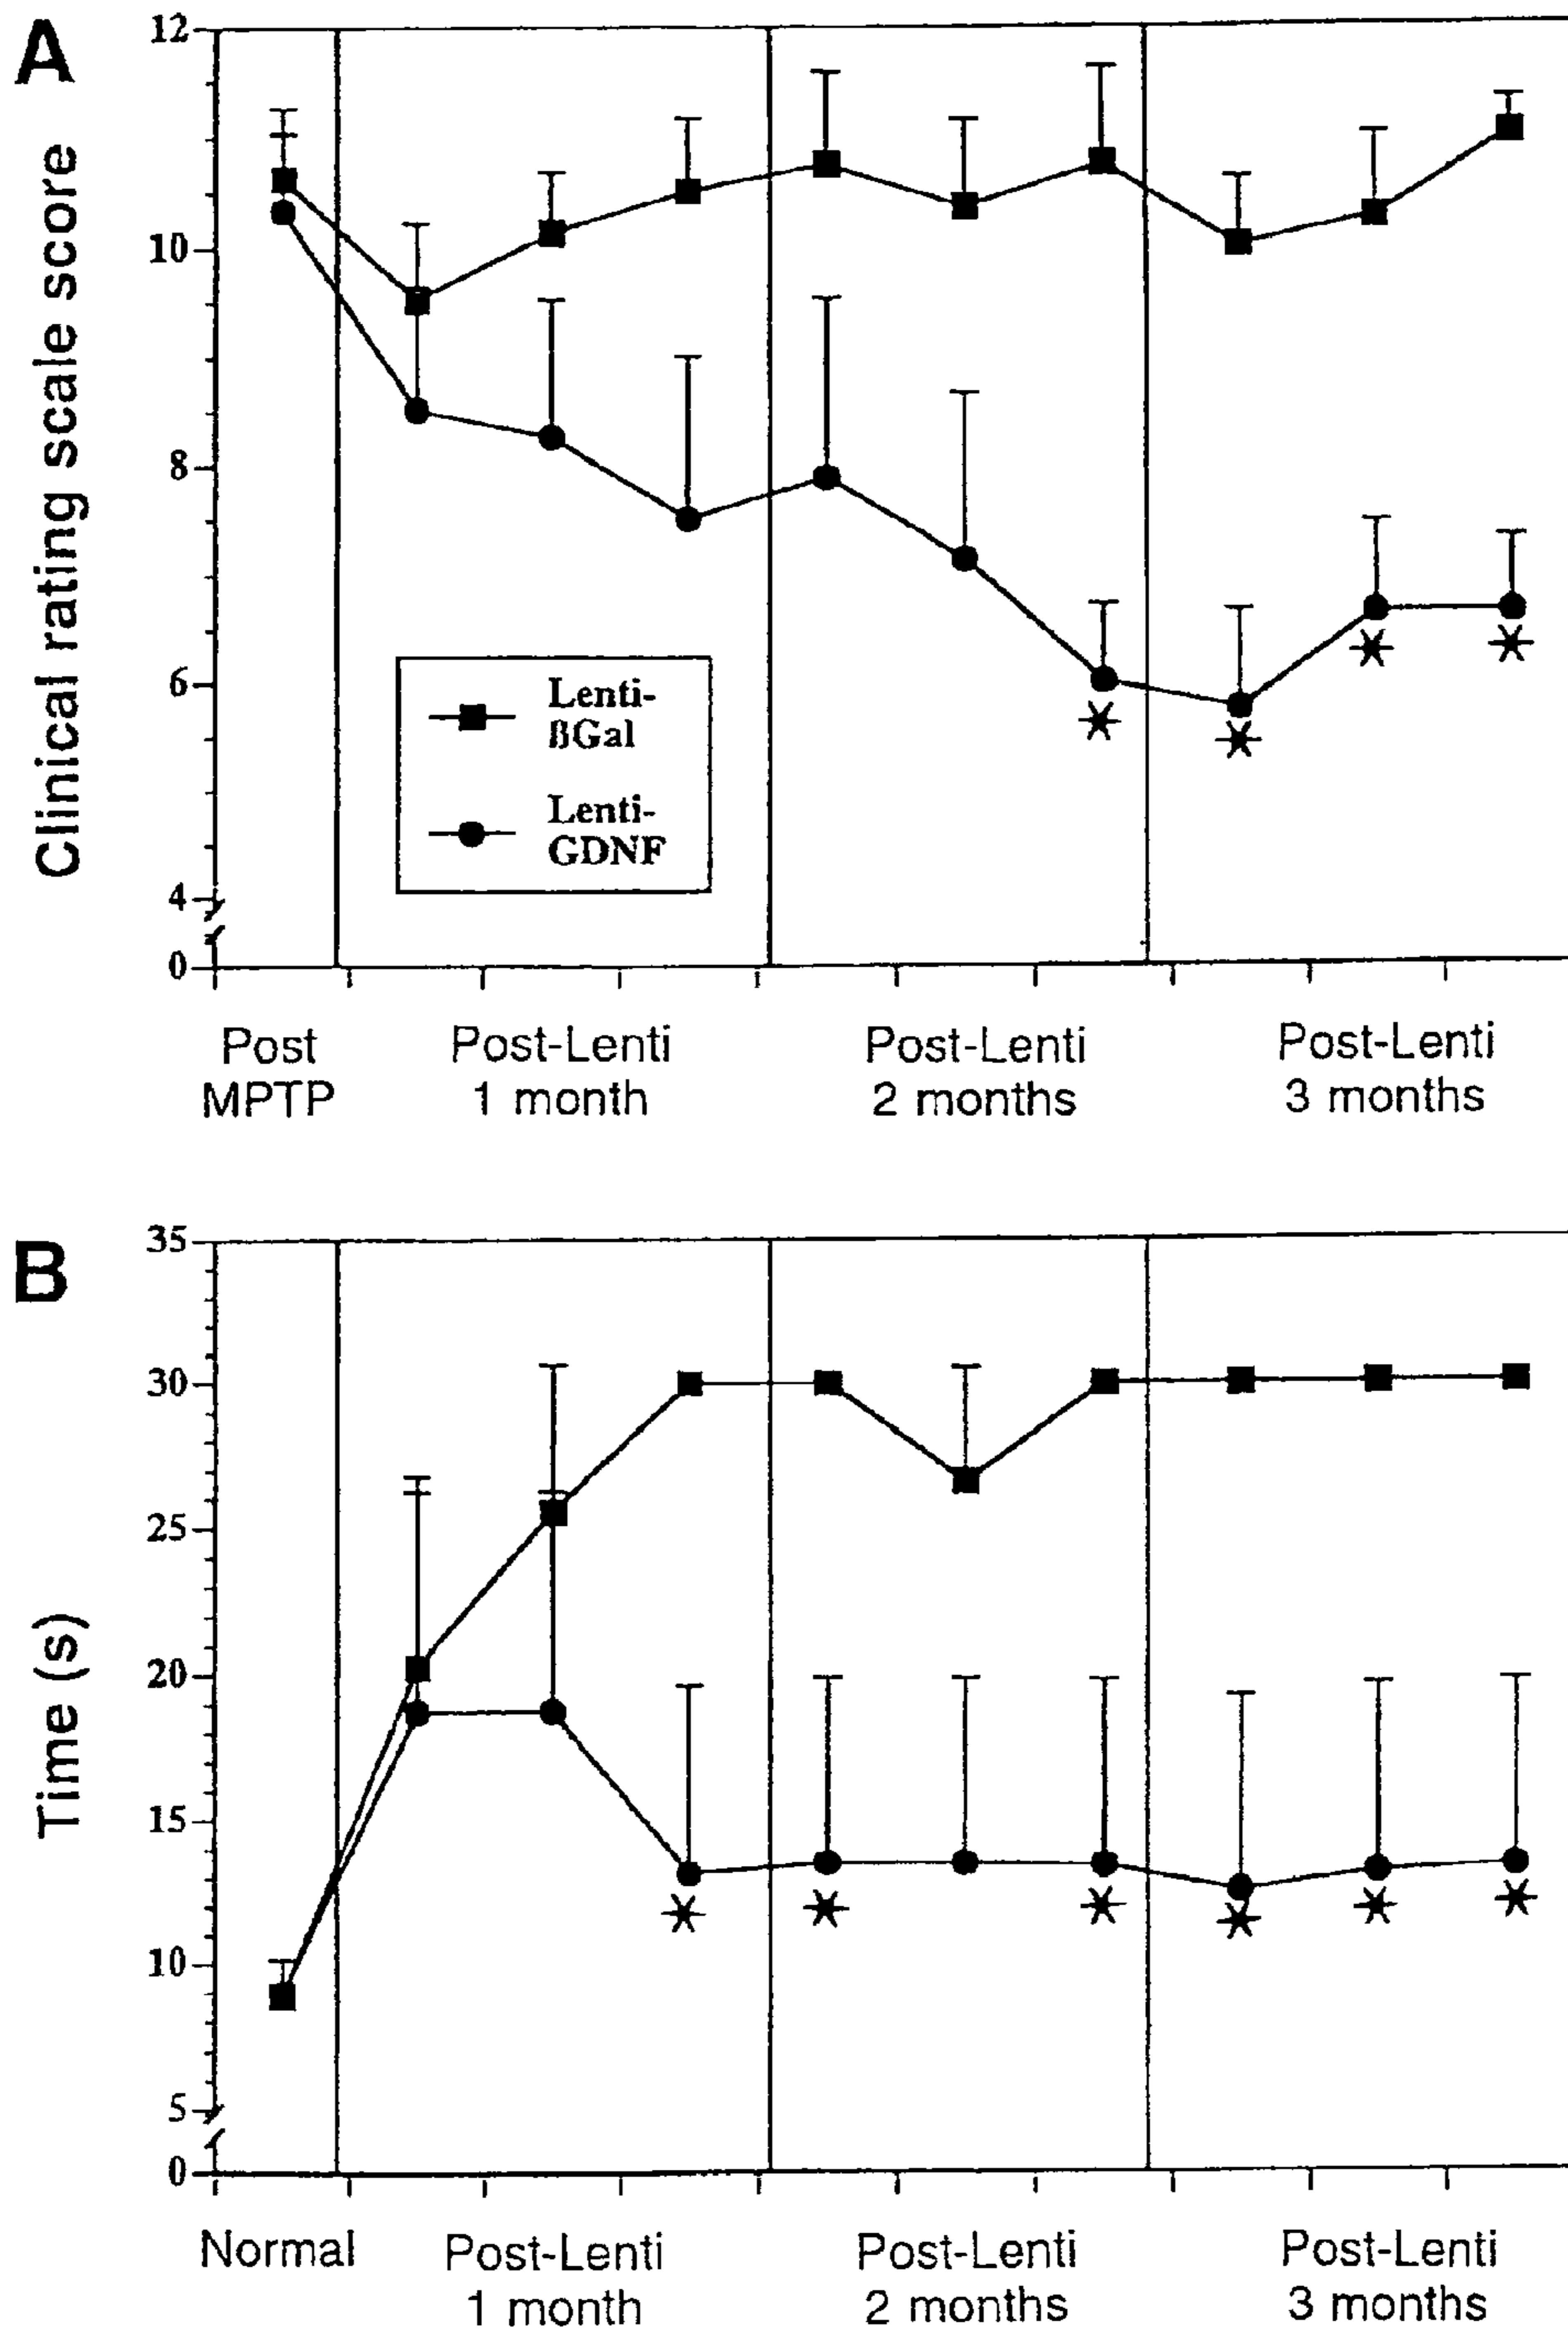 A
Clinical rating scale score
12
10
8
6
4
0
Lenti-
ßGal
Lenti-
GDNF
Post
MPTP
Post-Lenti
1 month
Post-Lenti
2 months
Post-Lenti
3 months
B
Time (s)
35
30
25
20
15
10
5
0
Normal
Post-Lenti
1 month
Post-Lenti
2 months
Post-Lenti
3 months